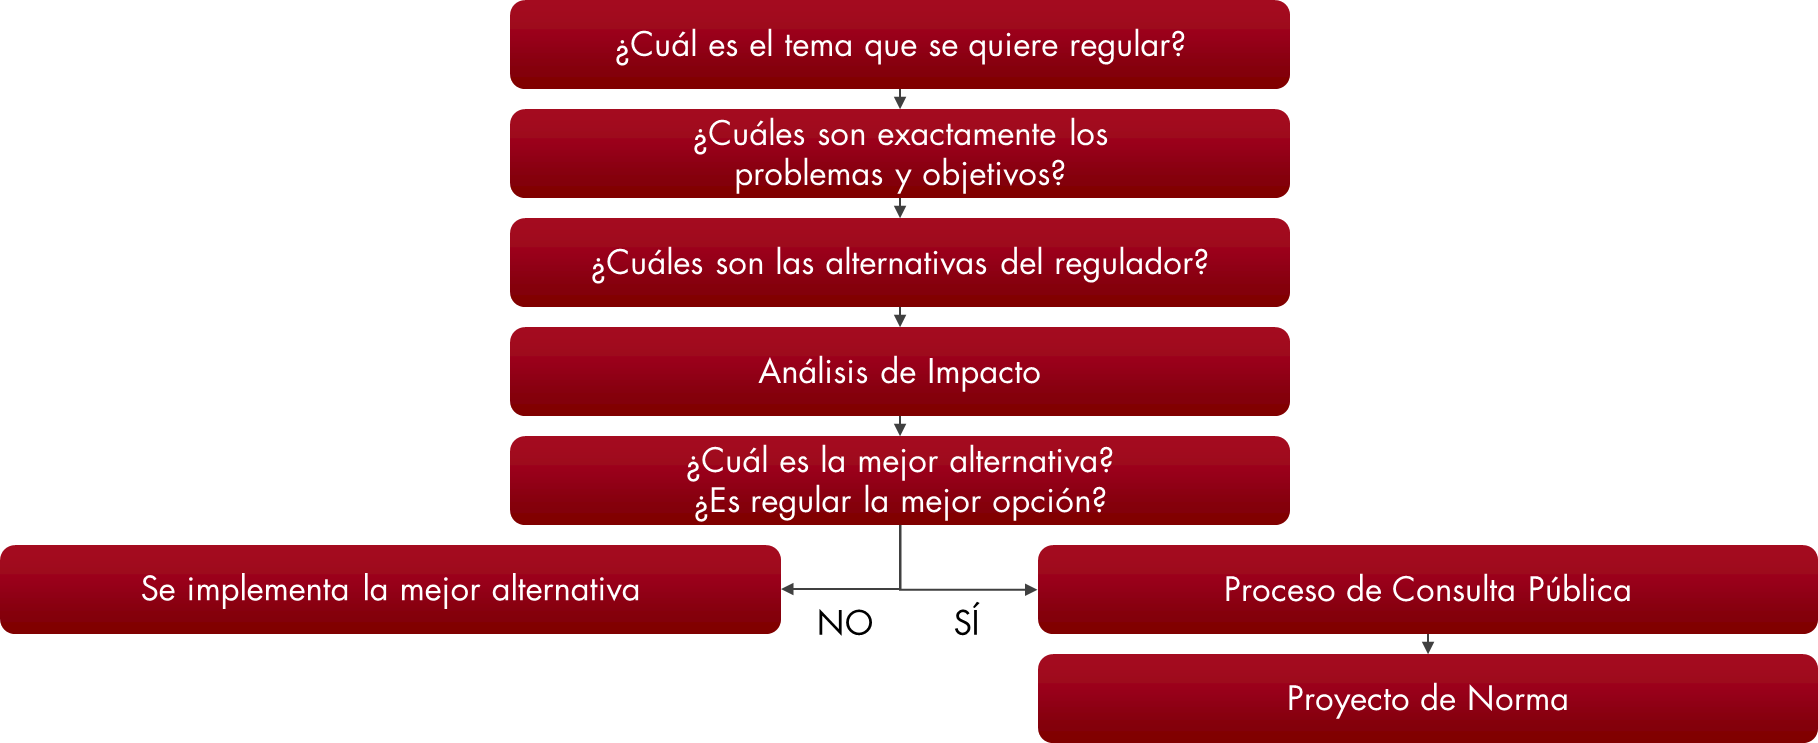 ¿Cuál es el tema que se quiere regular?
¿Cuáles son exactamente los
problemas y objetivos?
¿Cuáles son las alternativas del regulador?
Análisis de Impacto
¿Cuál es la mejor alternativa?
¿Es regular la mejor opción?
Se implementa la mejor alternativa
NO
SÍ
Proceso de Consulta Pública
Proyecto de Norma